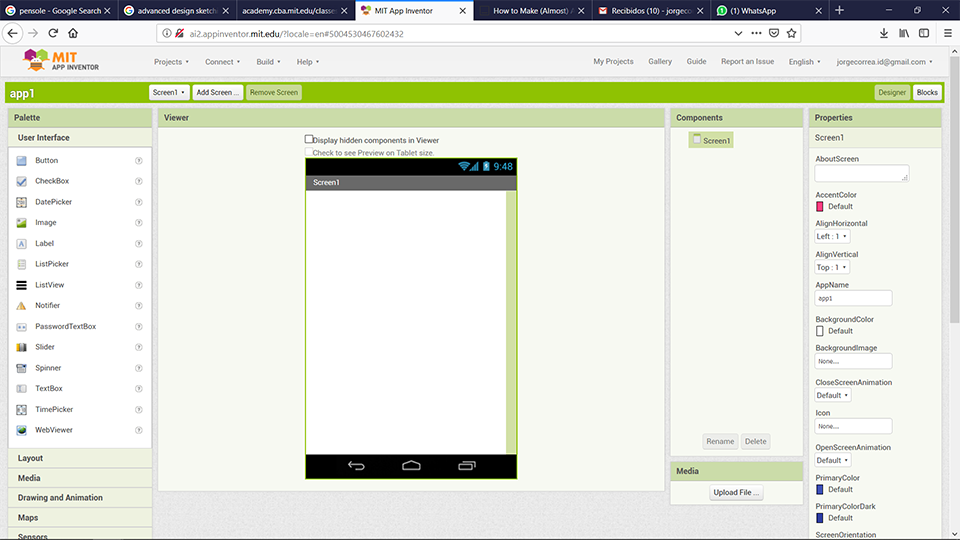 pensole - Google Search
advanced design sketchi
academy.cba.mit.edu/classe
MIT App Inventor
How to Make (Almost) A
Recibidos (10) - jorgeco
(1) WhatsApp
ai2.appinventor.mit.edu/?locale=en#5004530467602432
MIT
APP INVENTOR
Projects
Connect
Build
Help
My Projects
Gallery
Guide
Report an Issue
English
jorgecorrea.id@gmail.com
app1
Screen1
Add Screen ...
Remove Screen
Designer
Blocks
Palette
User Interface
Button
CheckBox
DatePicker
Image
Label
ListPicker
ListView
Notifier
PasswordTextBox
Slider
Spinner
TextBox
TimePicker
WebViewer
Layout
Media
Drawing and Animation
Maps
Sensors
Viewer
Display hidden components in Viewer
Check to see Preview on Tablet size.
9:48
Screen1
Components
Screen1
Rename
Delete
Media
Upload File ...
Properties
Screen1
AboutScreen
AccentColor
Default
AlignHorizontal
Left : 1
AlignVertical
Top : 1
AppName
app1
BackgroundColor
Default
BackgroundImage
None...
CloseScreenAnimation
Default
Icon
None...
OpenScreenAnimation
Default
PrimaryColor
Default
PrimaryColorDark
Default
ScreenOrientation